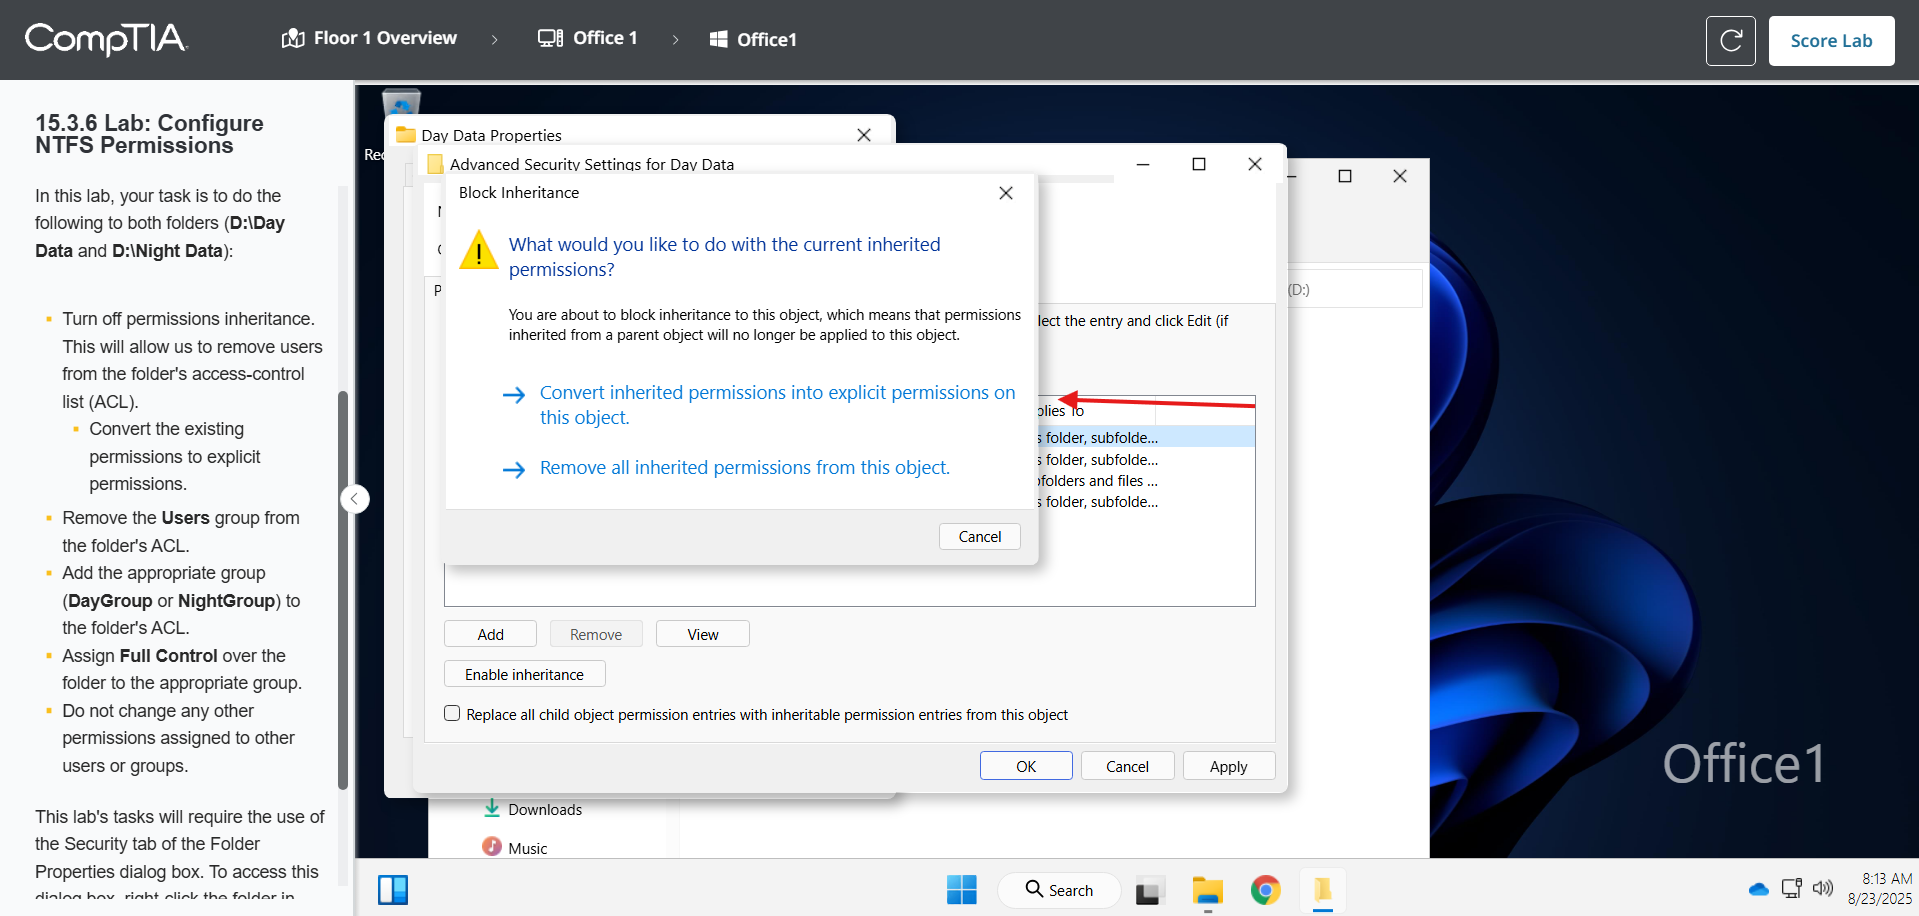 CompTIA
Floor 1 Overview
Office 1
Office1
Score Lab
15.3.6 Lab: Configure
NTFS Permissions
In this lab, your task is to do the
following to both folders (D:\Day
Data and D:\Night Data):
Turn off permissions inheritance.
This will allow us to remove users
from the folder's access-control
list (ACL).
Convert the existing
permissions to explicit
permissions.
Remove the Users group from
the folder's ACL.
Add the appropriate group
(DayGroup or NightGroup) to
the folder's ACL.
Assign Full Control over the
folder to the appropriate group.
Do not change any other
permissions assigned to other
users or groups.
This lab's tasks will require the use of
the Security tab of the Folder
Properties dialog box. To access this
dialog box, right-click the folder in
Rec
Day Data Properties
Advanced Security Settings for Day Data
Block Inheritance
What would you like to do with the current inherited
permissions?
You are about to block inheritance to this object, which means that permissions
inherited from a parent object will no longer be applied to this object.
Convert inherited permissions into explicit permissions on
this object.
Remove all inherited permissions from this object.
Cancel
P
(D:)
lect the entry and click Edit (if
plies To
s folder, subfolde...
s folder, subfolde...
folders and files ...
s folder, subfolde...
Add
Remove
View
Enable inheritance
Replace all child object permission entries with inheritable permission entries from this object
OK
Cancel
Apply
Downloads
Music
Office1
Search
8:13 AM
8/23/2025